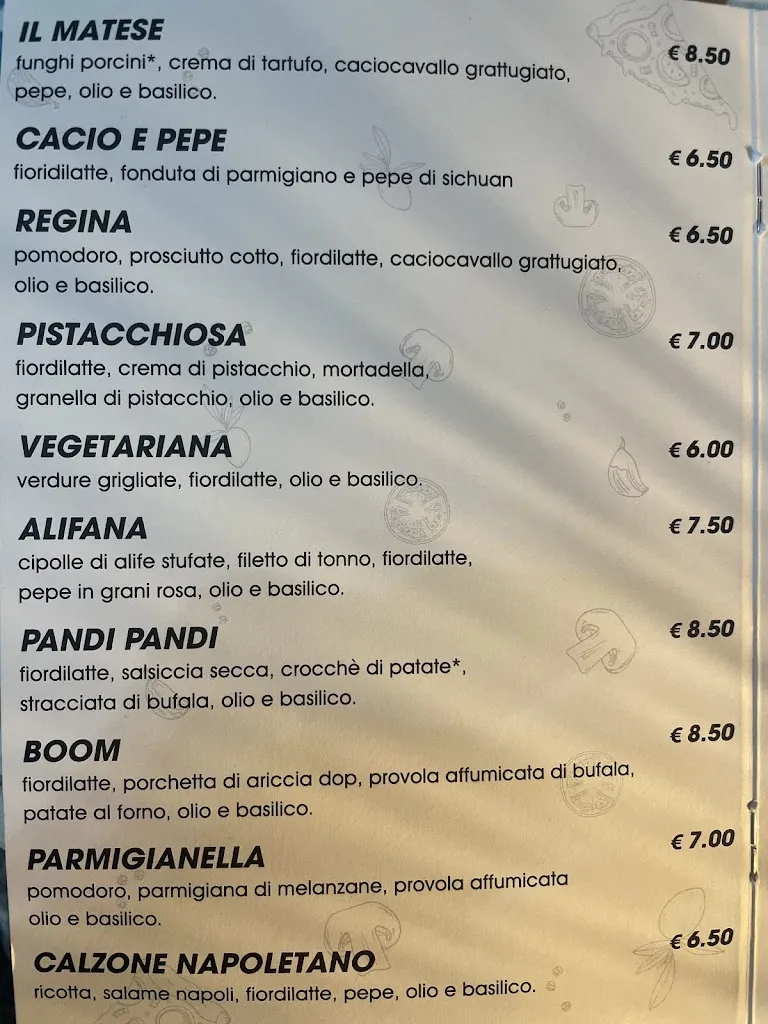 IL MATESE
€ 8.50
funghi porcini*, crema di tartufo, caciocavallo grattugiato,
pepe, olio e basilico.
CACIO E PEPE
€ 6.50
fioridilatte, fonduta di parmigiano e pepe di sichuan
REGINA
€ 6.50
pomodoro, prosciutto cotto, fiordilatte, caciocavallo grattugiato,
olio e basilico.
PISTACCHIOSA
€ 7.00
fiordilatte, crema di pistacchio, mortadella,
granella di pistacchio, olio e basilico.
VEGETARIANA
€ 6.00
verdure grigliate, fiordilatte, olio e basilico.
ALIFANA
€ 7.50
cipolle di alife stufate, filetto di tonno, fiordilatte,
pepe in grani rosa, olio e basilico.
PANDI PANDI
€ 8.50
fiordilatte, salsiccia secca, crocchè di patate*,
stracciata di bufala, olio e basilico.
BOOM
€ 8.50
fiordilatte, porchetta di ariccia dop, provola affumicata di bufala,
patate al forno, olio e basilico.
PARMIGIANELLA
€ 7.00
pomodoro, parmigiana di melanzane, provola affumicata
olio e basilico.
CALZONE NAPOLETANO
€ 6.50
ricotta, salame napoli, fiordilatte, pepe, olio e basilico.